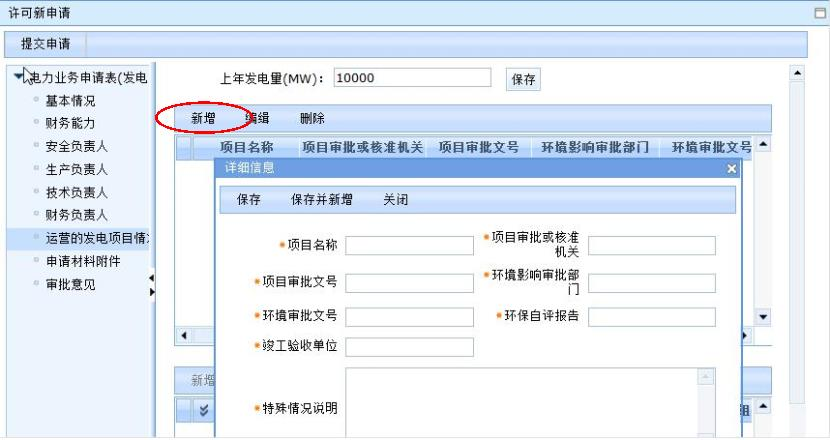 许可新申请
提交申请
电力业务申请表(发电
基本情况
财务能力
安全负责人
生产负责人
技术负责人
财务负责人
运营的发电项目情况
申请材料附件
审批意见
上年发电量(MW): 10000 保存
新增 编辑 删除
项目名称 项目审批或核准机关 项目审批文号 环境影响审批部门 环境审批文号
详细信息
保存 保存并新增 关闭
*项目名称 *项目审批或核准
机关
*项目审批文号 *环境影响审批部
门
*环境审批文号 *环保自评报告
*竣工验收单位
*特殊情况说明
新增
组